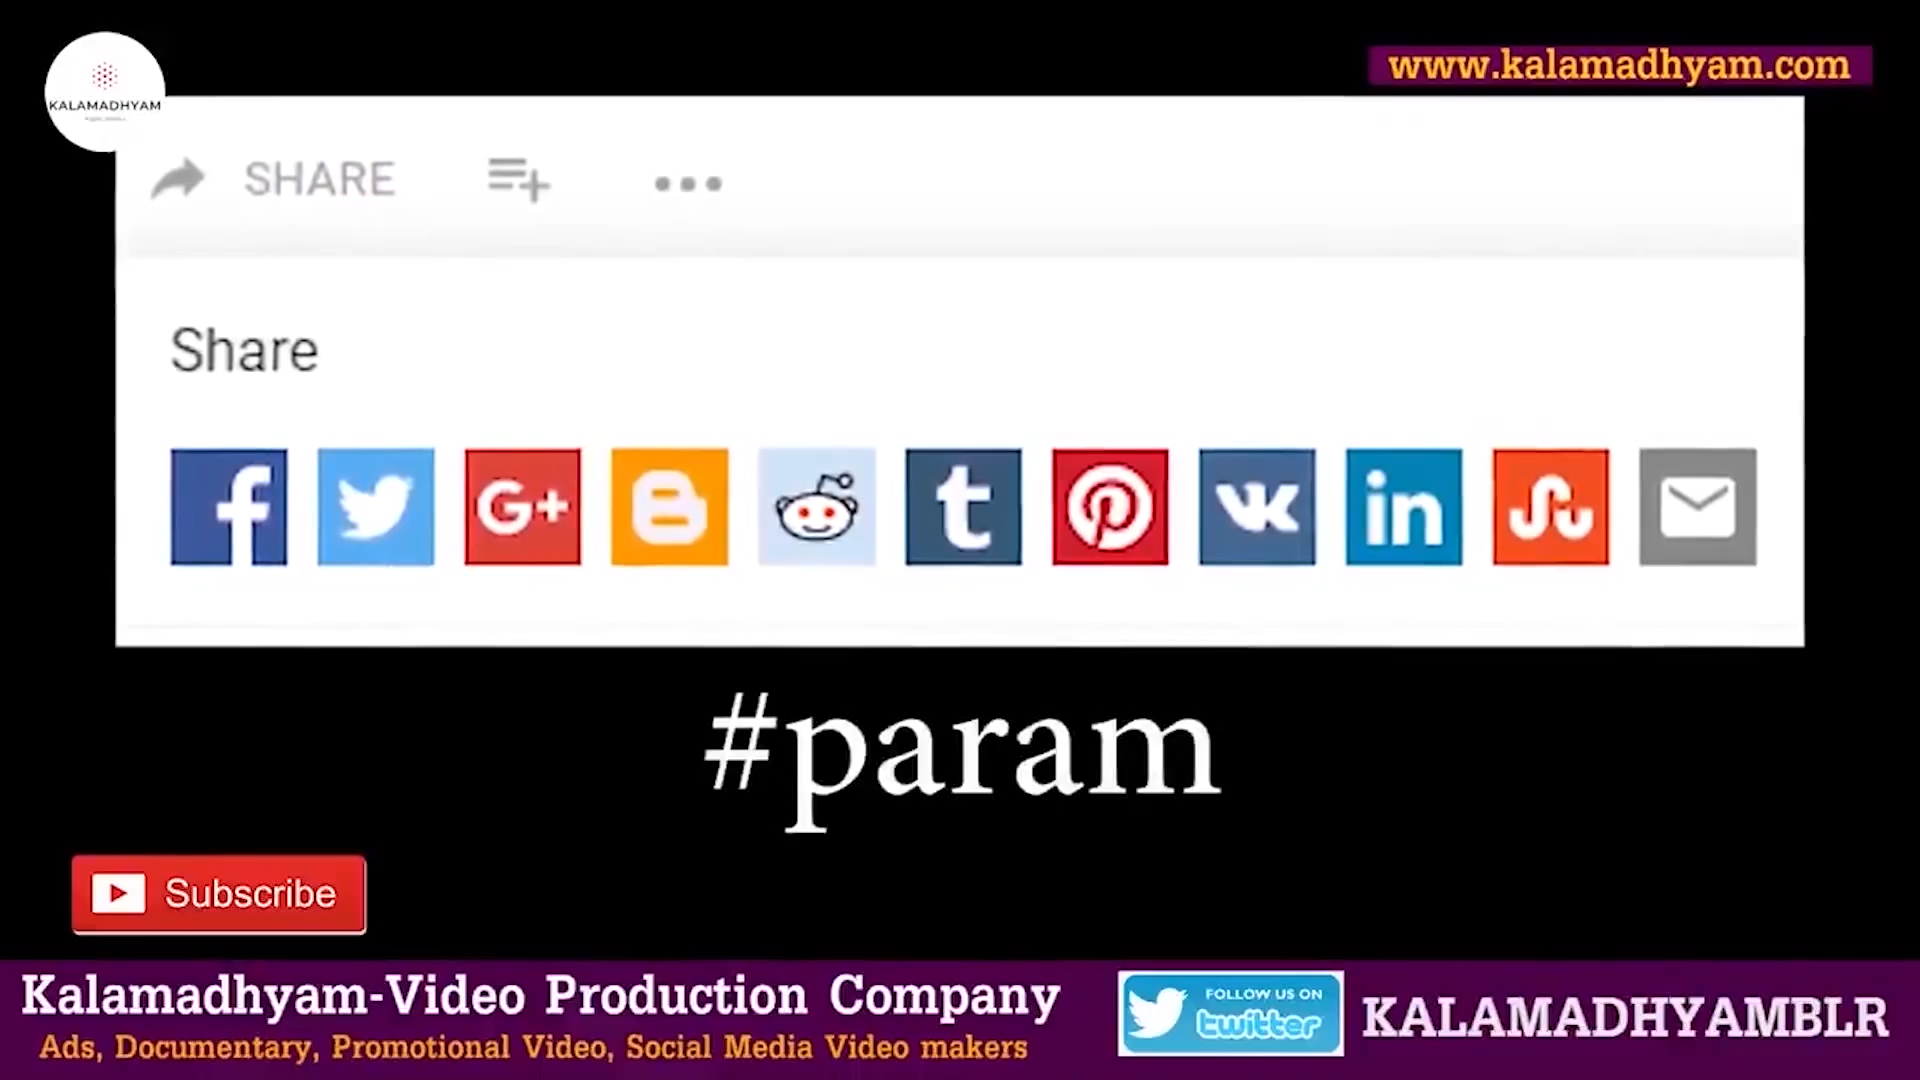 www.kalamadhyam.com
KALAMADHYAM
SHARE
Share
#param
Subscribe
Kalamadhyam-Video Production Company
Ads, Documentary, Promotional Video, Social Media Video makers
FOLLOW US ON
twitter
KALAMADHYAMBLR